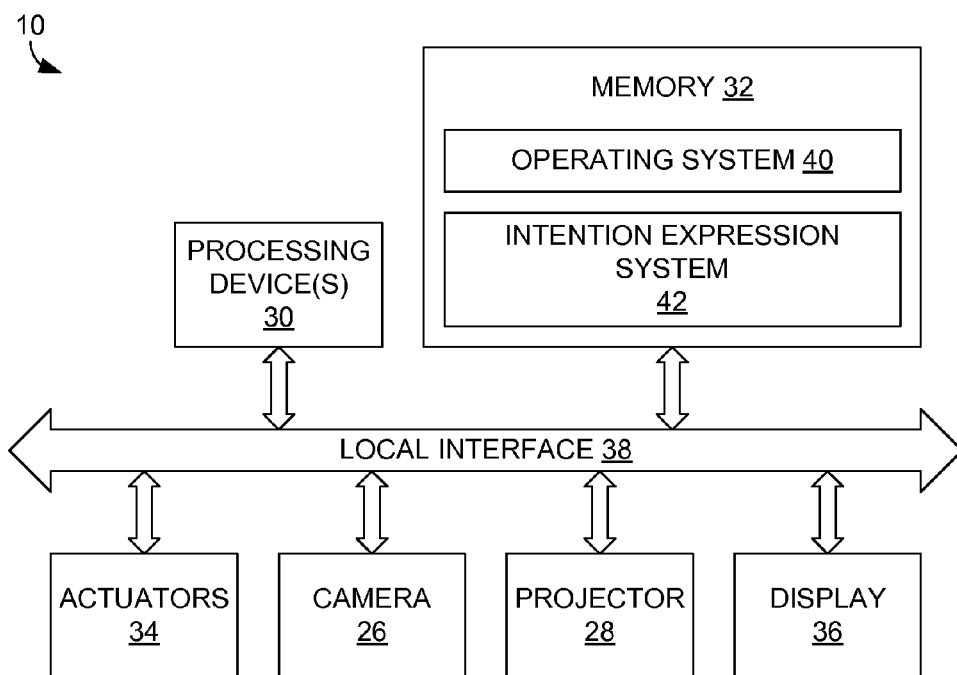 10
MEMORY 32
OPERATING SYSTEM 40
INTENTION EXPRESSION
SYSTEM
42
PROCESSING
DEVICE(S)
30
LOCAL INTERFACE 38
ACTUATORS
34
CAMERA
26
PROJECTOR
28
DISPLAY
36